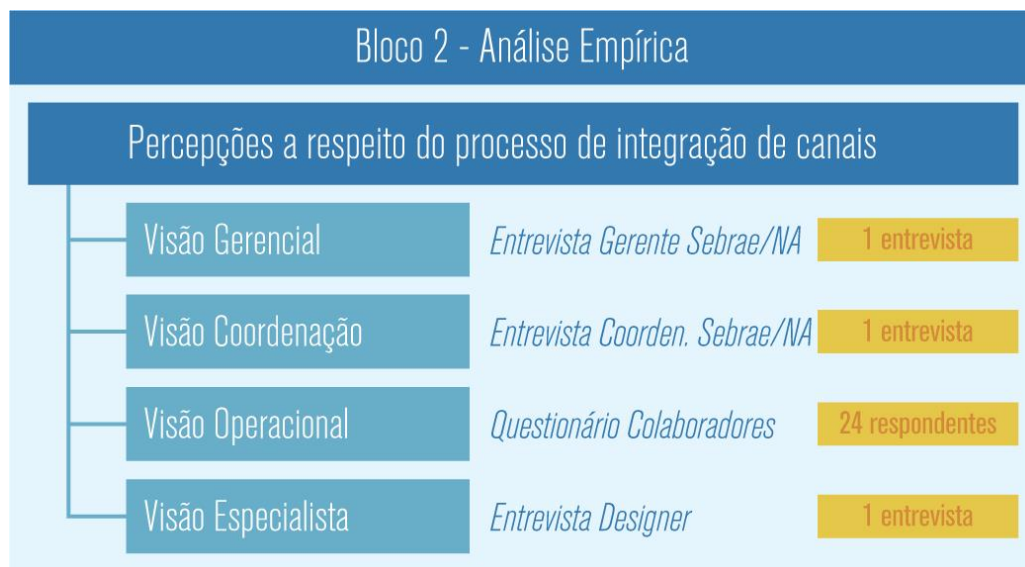 Bloco 2 - Análise Empírica
Percepções a respeito do processo de integração de canais
Visão Gerencial
Entrevista Gerente Sebrae/NA
1 entrevista
Visão Coordenação
Entrevista Coorden. Sebrae/NA
1 entrevista
Visão Operacional
Questionário Colaboradores
24 respondentes
Visão Especialista
Entrevista Designer
1 entrevista